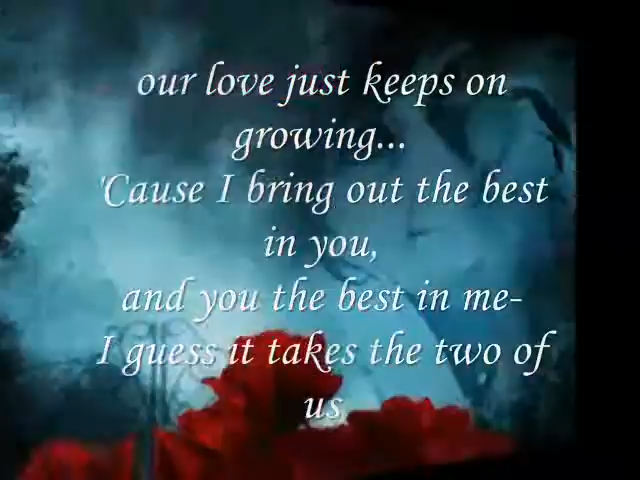 our love just keeps on
growing...
'Cause I bring out the best
in you,
and you the best in me-
I guess it takes the two of
us